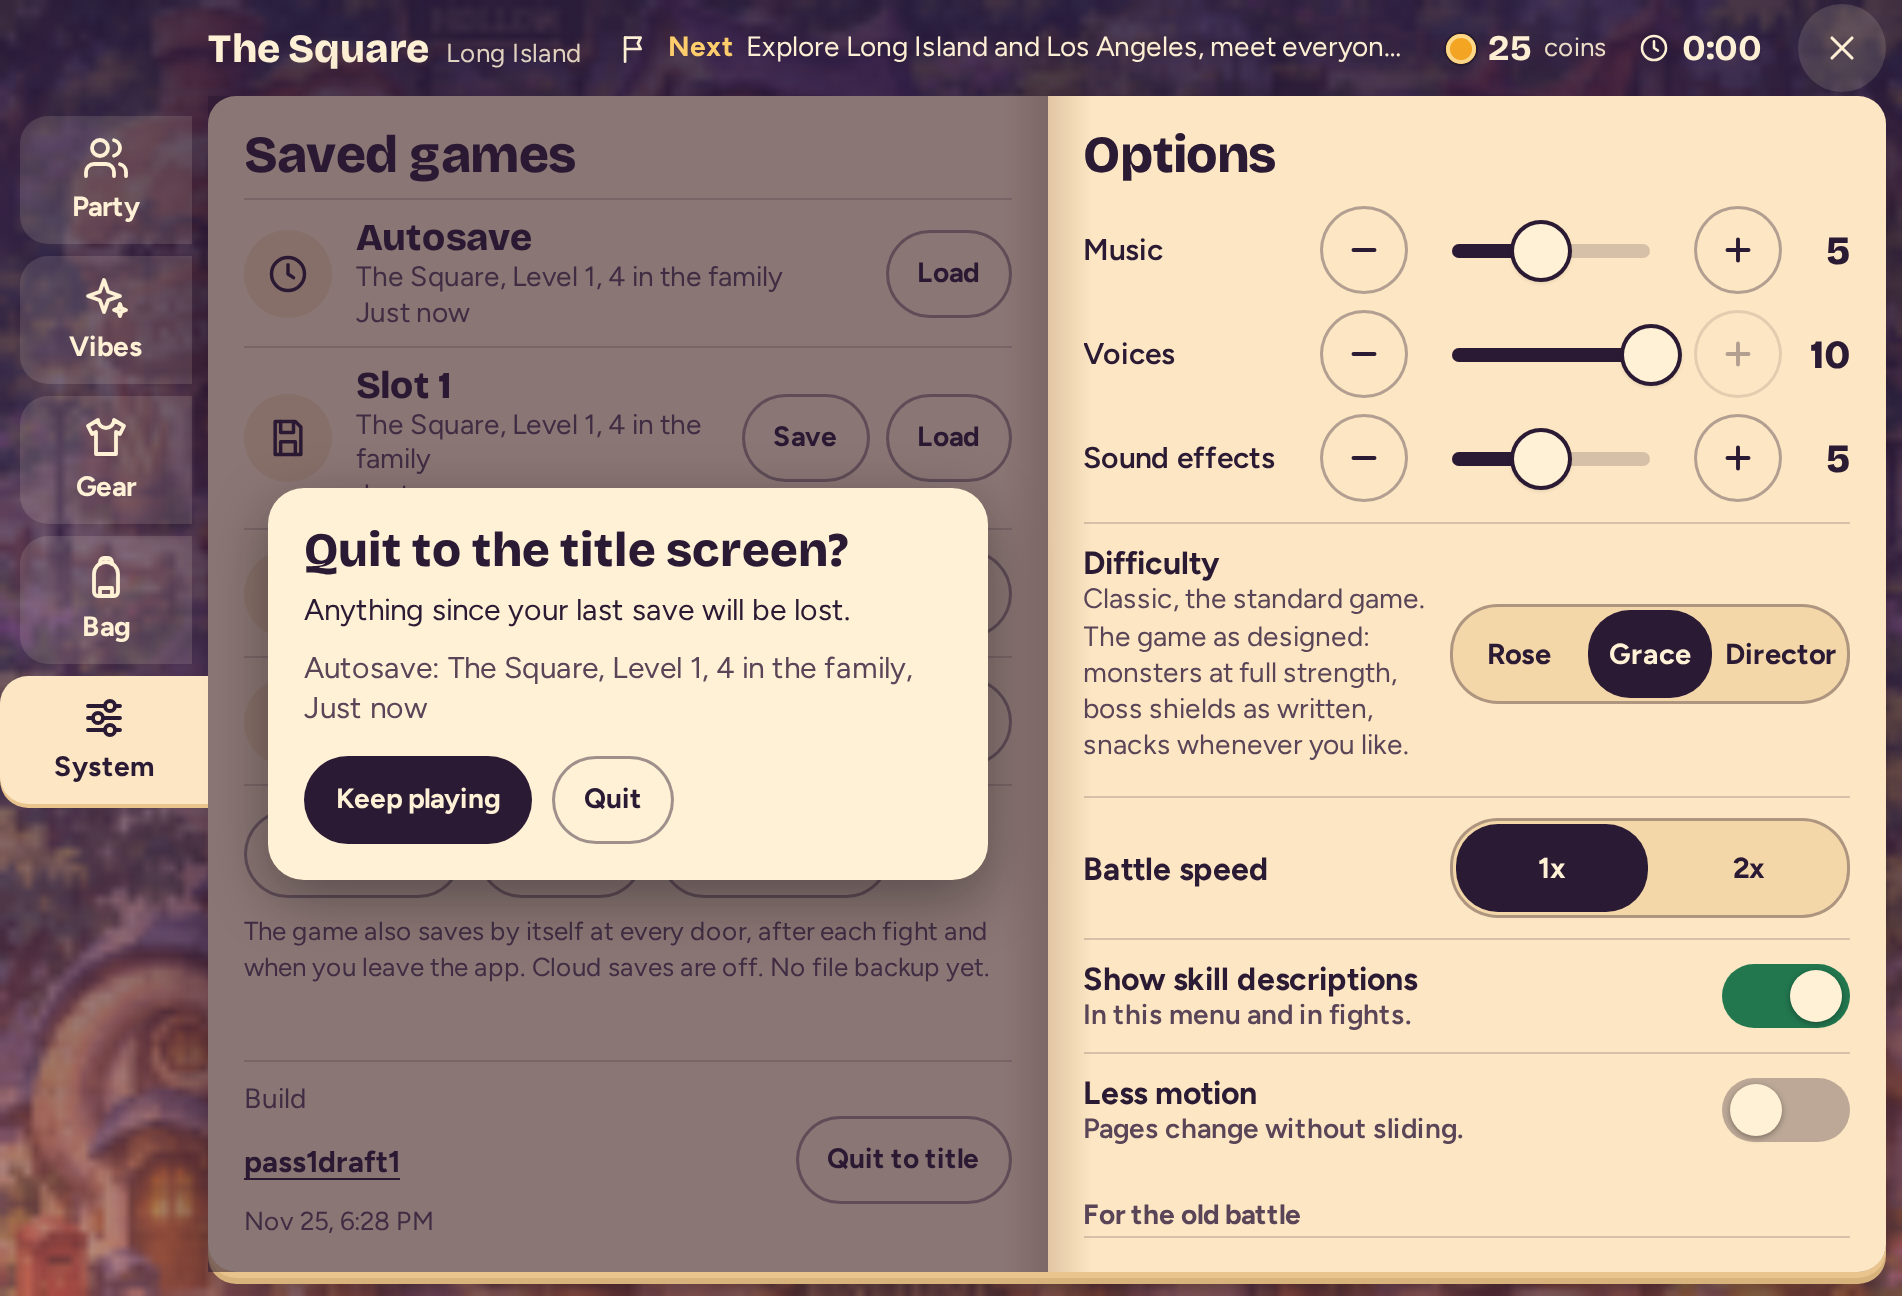 The Square Long Island Next Explore Long Island and Los Angeles, meet everyon... 25 coins 0:00
Party
Vibes
Gear
Bag
System
Saved games
Autosave
The Square, Level 1, 4 in the family
Just now
Load
Slot 1
The Square, Level 1, 4 in the
family
Save
Load
Quit to the title screen?
Anything since your last save will be lost.
Autosave: The Square, Level 1, 4 in the family,
Just now
Keep playing
Quit
The game also saves by itself at every door, after each fight and
when you leave the app. Cloud saves are off. No file backup yet.
Build
pass1draft1
Nov 25, 6:28 PM
Quit to title
Options
Music 5
Voices 10
Sound effects 5
Difficulty
Classic, the standard game.
The game as designed:
monsters at full strength,
boss shields as written,
snacks whenever you like.
Rose Grace Director
Battle speed 1x 2x
Show skill descriptions
In this menu and in fights.
Less motion
Pages change without sliding.
For the old battle